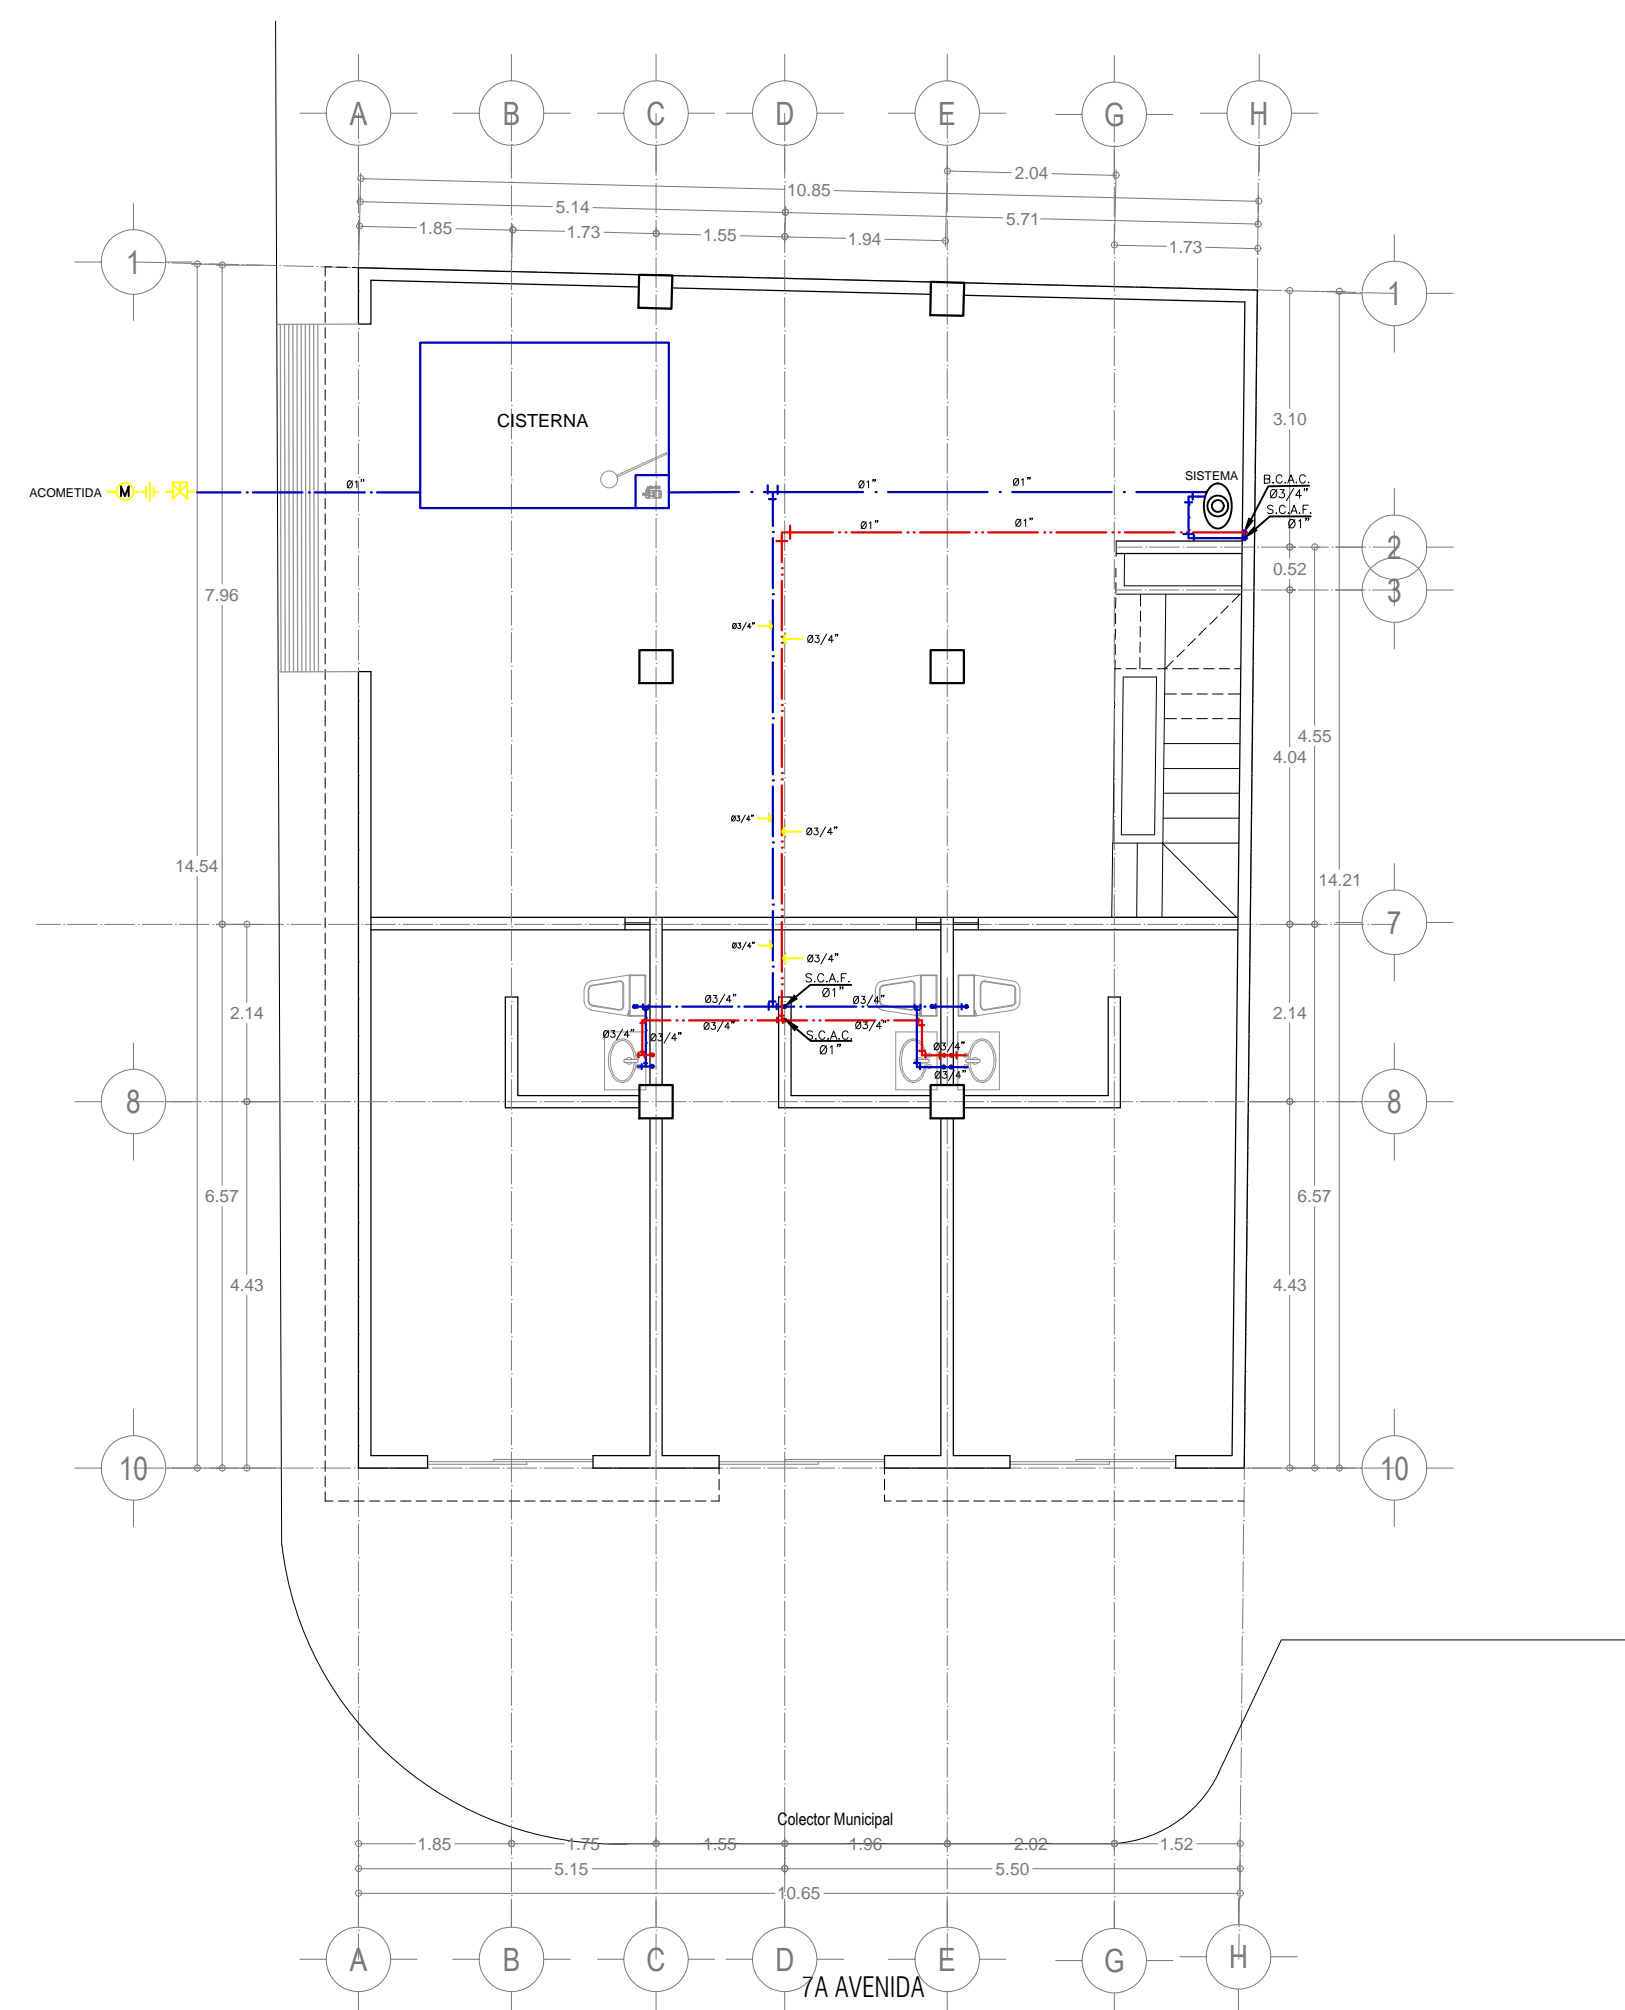 A B C D E G H
2.04
10.85
5.14
5.71
1.85 1.73 1.55 1.94
1.73
1
1
CISTERNA
3.10
ACOMETIDA M
Ø1"
Ø1"
Ø1"
SISTEMA
B.C.A.C.
Ø3/4"
S.C.A.F.
Ø1"
Ø1"
Ø1"
2
0.52
3
7.96
Ø3/4"
Ø3/4"
4.55
4.04
Ø3/4"
Ø3/4"
14.54
14.21
7
Ø3/4"
Ø3/4"
S.C.A.F.
Ø1"
Ø3/4"
Ø3/4"
2.14
2.14
Ø3/4"
Ø3/4"
Ø3/4"
Ø3/4"
S.C.A.C.
Ø1"
Ø3/4"
Ø3/4"
8
8
6.57
6.57
4.43
4.43
10
10
Colector Municipal
1.85 1.75 1.55 1.96 2.02 1.52
5.15
5.50
10.65
A B C D E G H
7A AVENIDA